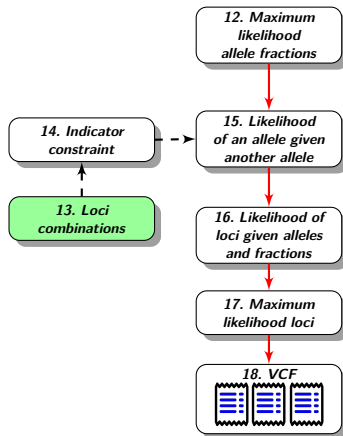 12. Maximum
likelihood
allele fractions
14. Indicator
constraint
15. Likelihood
of an allele given
another allele
13. Loci
combinations
16. Likelihood of
loci given alleles
and fractions
17. Maximum
likelihood loci
18. VCF